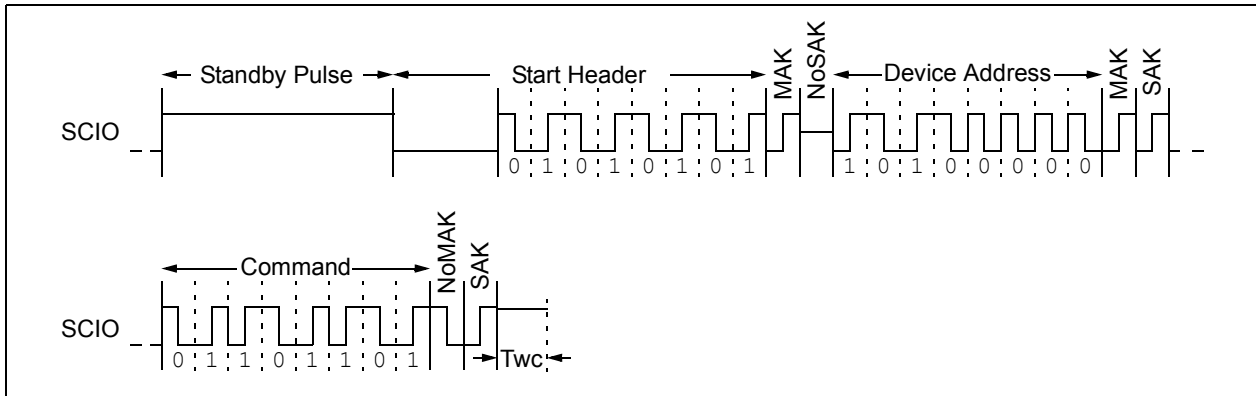 Standby Pulse
Start Header
MAK
NoSAK
Device Address
MAK
SAK
SCIO
0 1 0 1 0 1 0 1
1 0 1 0 0 0 0 0
Command
NoMAK
SAK
SCIO
0 1 1 0 1 1 0 1
Twc